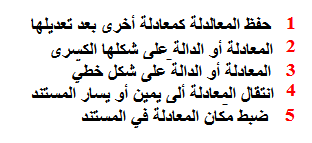 1 حفظ المعالدلة كمعادلة أخرى بعد تعديلها
2 المعادلة أو الدالة على شكلها الكسرى
3 المعادلة أو الدالة على شكل خطيّ
4 انتقال المعادلة ألى يمين أو يسار المستند
5 ضبط مكان المعادلة في المستند